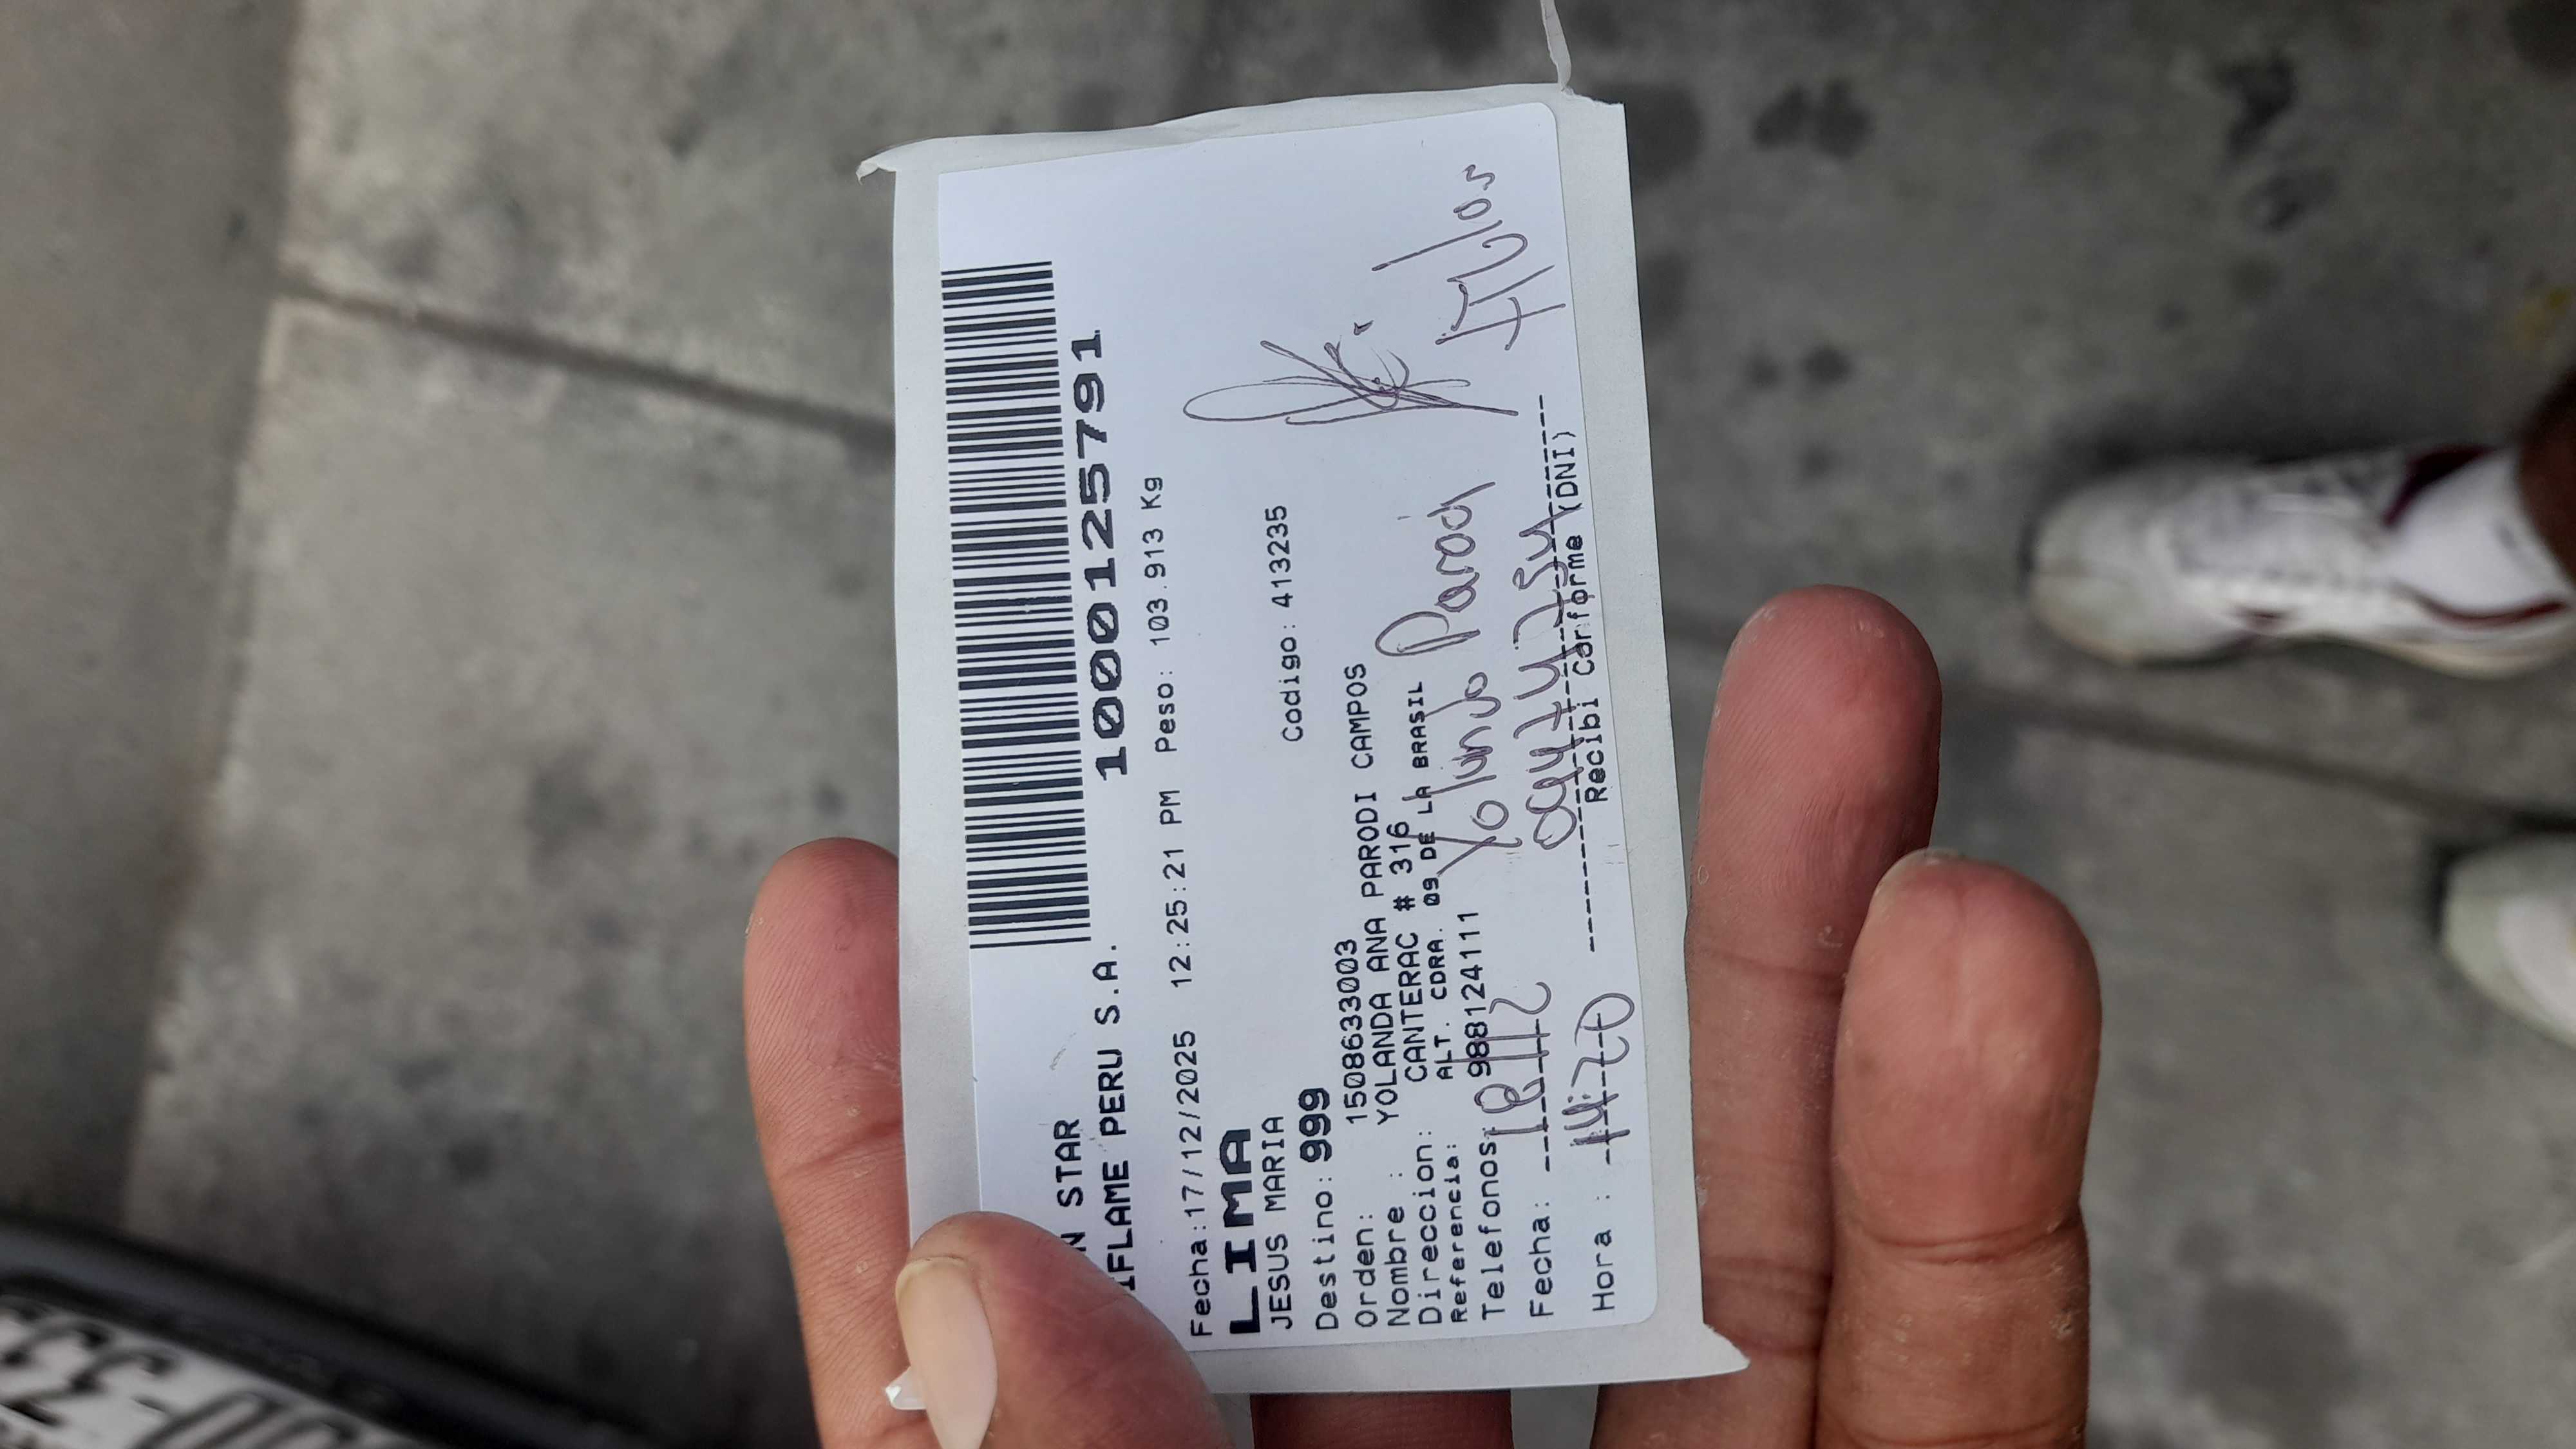 N STAR
IFLAME PERU S.A. 1000125791
Fecha:17/12/2025 12:25:21 PM Peso: 103.913 Kg
LIMA
JESUS MARIA
Destino: 999 Codigo: 413235
Orden: 1508633003
Nombre : YOLANDA ANA PARODI CAMPOS
Direccion: CANTERAC # 316
Referencia: ALT. CDRA. 09 DE LA BRASIL
Telefonos: 988124111
Yolanda Parodi
Fecha:
Hora : 14:20
Recibi Conforme (DNI)